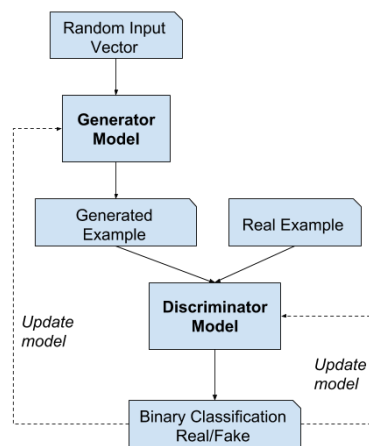 Random Input
Vector
Generator
Model
Generated
Example
Real Example
Discriminator
Model
Update
model
Update
model
Binary Classification
Real/Fake